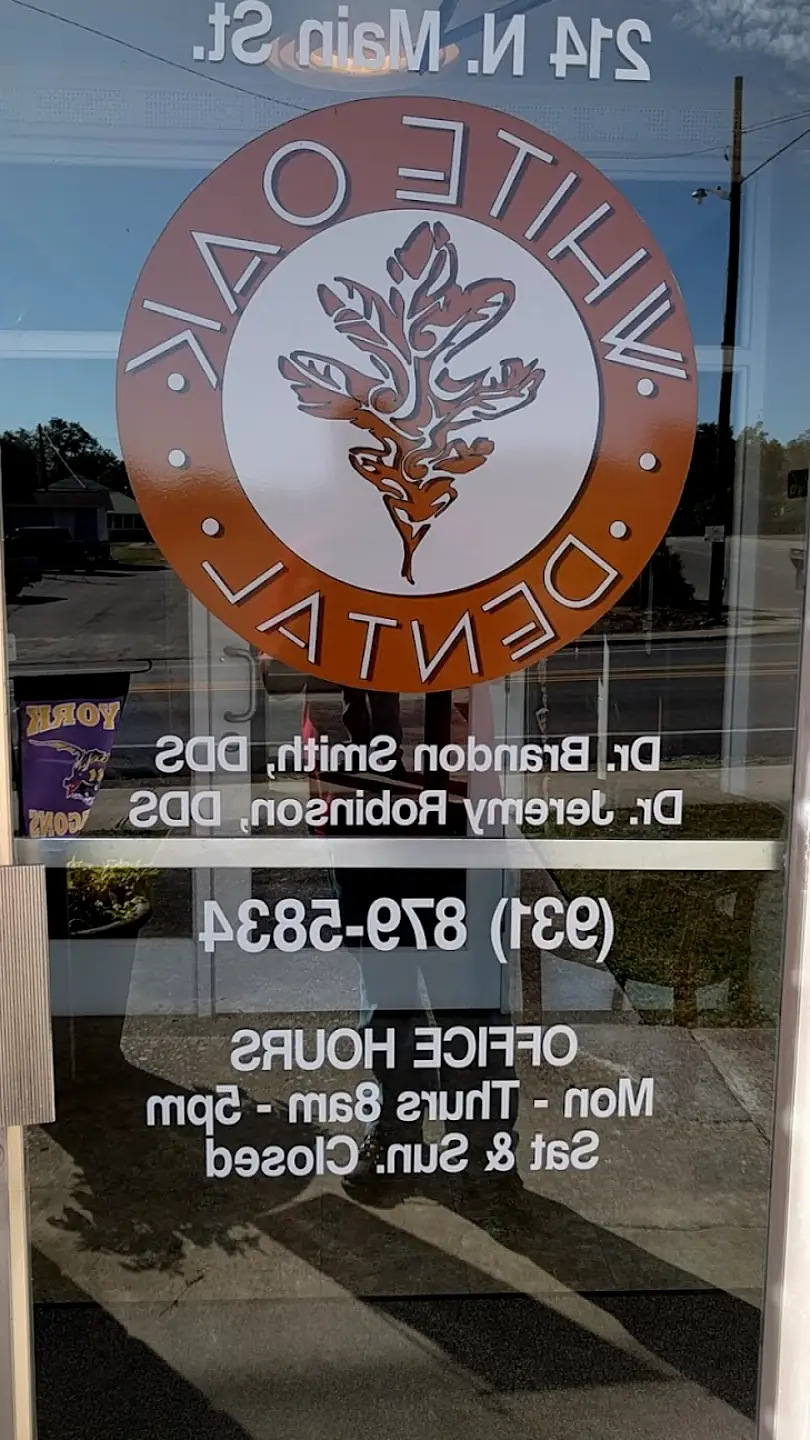 214 N. Main St.
WHITE OAK
DENTAL
YORK
Dr. Brandon Smith, DDS
Dr. Jeremy Robinson, DDS
(931) 879-5834
OFFICE HOURS
Mon - Thurs 8am - 5pm
Sat & Sun. Closed